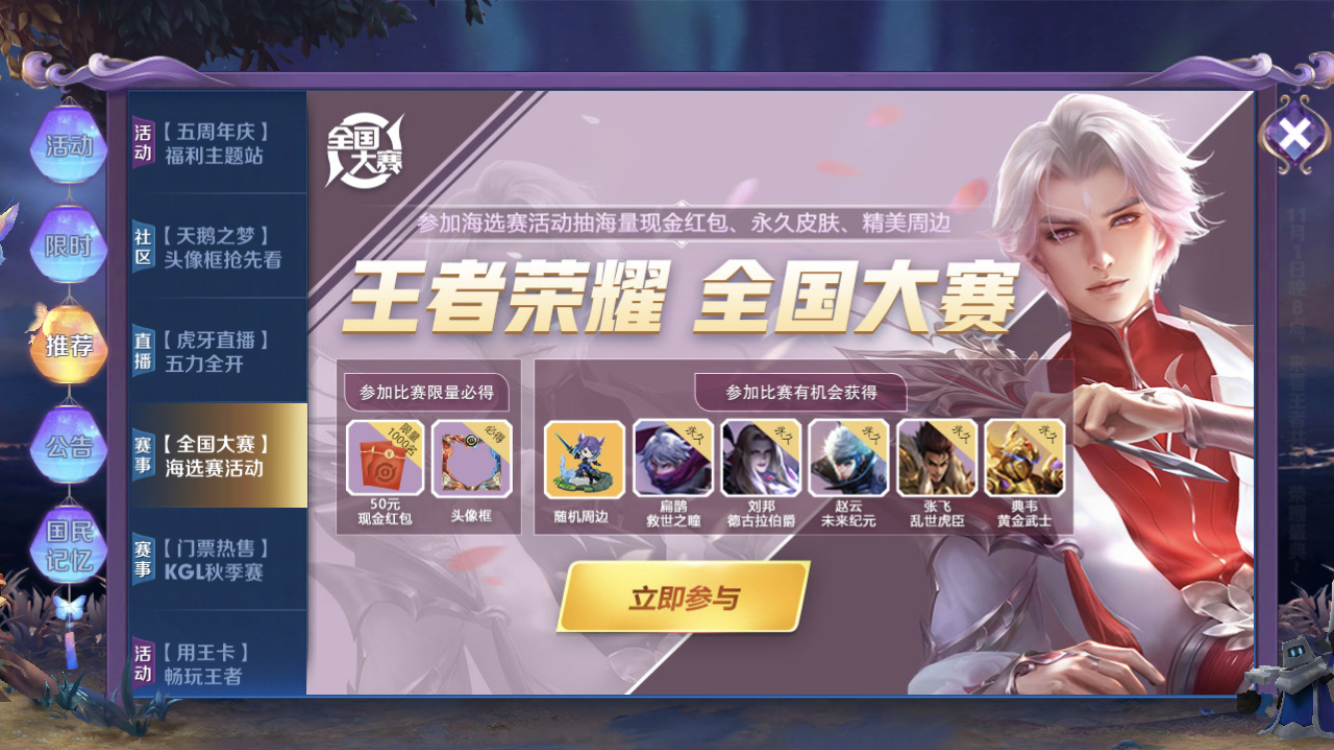 活动
限时
推荐
公告
国民
记忆
活动
【五周年庆】
福利主题站
社区
【天鹅之梦】
头像框抢先看
直播
【虎牙直播】
五力全开
赛事
【全国大赛】
海选赛活动
赛事
【门票热售】
KGL秋季赛
活动
【用王卡】
畅玩王者
全国
大赛
参加海选赛活动抽海量现金红包、永久皮肤、精美周边
王者荣耀 全国大赛
参加比赛限量必得
限量
1000名
50元
现金红包
必得
头像框
参加比赛有机会获得
随机周边
永久
扁鹊
救世之瞳
永久
刘邦
德古拉伯爵
永久
赵云
未来纪元
永久
张飞
乱世虎臣
永久
典韦
黄金武士
立即参与